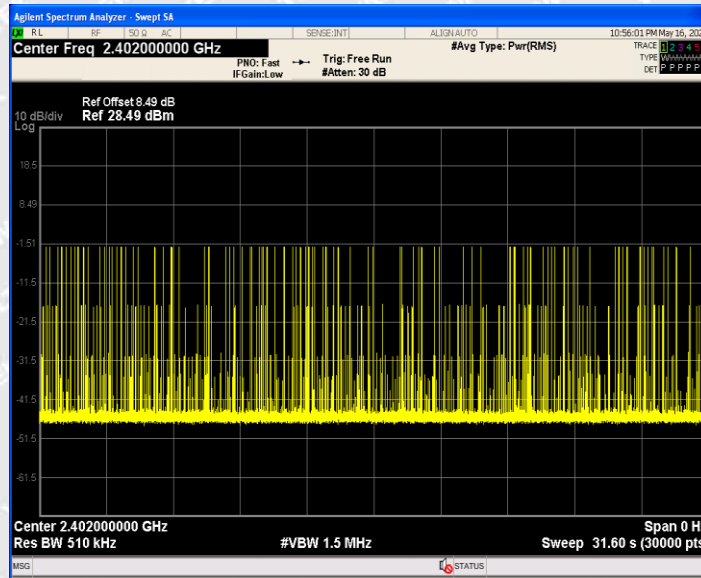 Agilent Spectrum Analyzer - Swept SA
RL RF 50 Ω AC SENSE:INT ALIGN AUTO 10:56:01 PM May 16, 202
Center Freq 2.402000000 GHz #Avg Type: Pwr(RMS) TRACE 1 2 3 4 5
PNO: Fast Trig: Free Run TYPE
IFGain:Low #Atten: 30 dB DET P P P P P
Ref Offset 8.49 dB
10 dB/div Ref 28.49 dBm
Log
18.5
8.49
-1.51
-11.5
-21.5
-31.5
-41.5
-51.5
-61.5
Center 2.402000000 GHz Span 0 H
Res BW 510 kHz #VBW 1.5 MHz Sweep 31.60 s (30000 pts
MSG STATUS